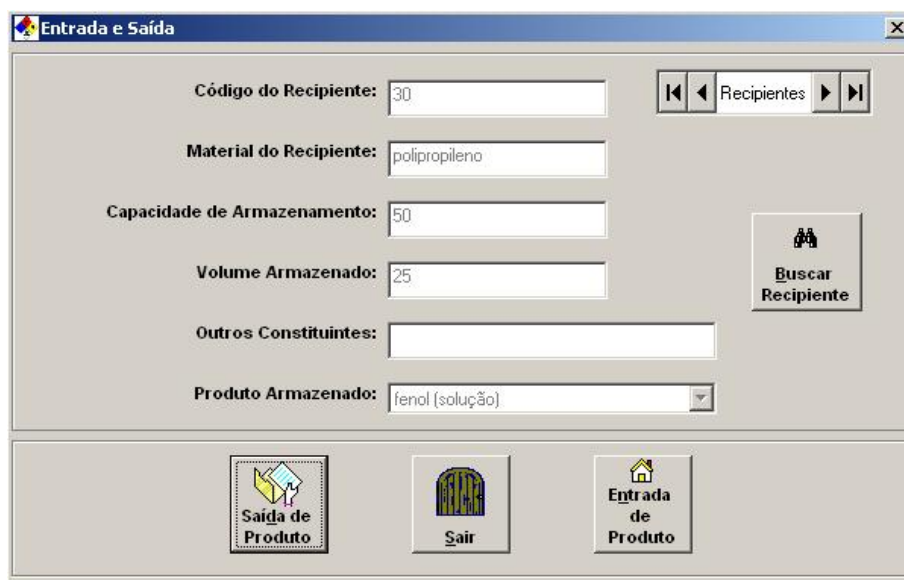 Entrada e Saída
Código do Recipiente: 30
Recipientes
Material do Recipiente: polipropileno
Capacidade de Armazenamento: 50
Volume Armazenado: 25
Buscar
Recipiente
Outros Constituintes:
Produto Armazenado: fenol (solução)
Saída de
Produto
Sair
Entrada
de
Produto